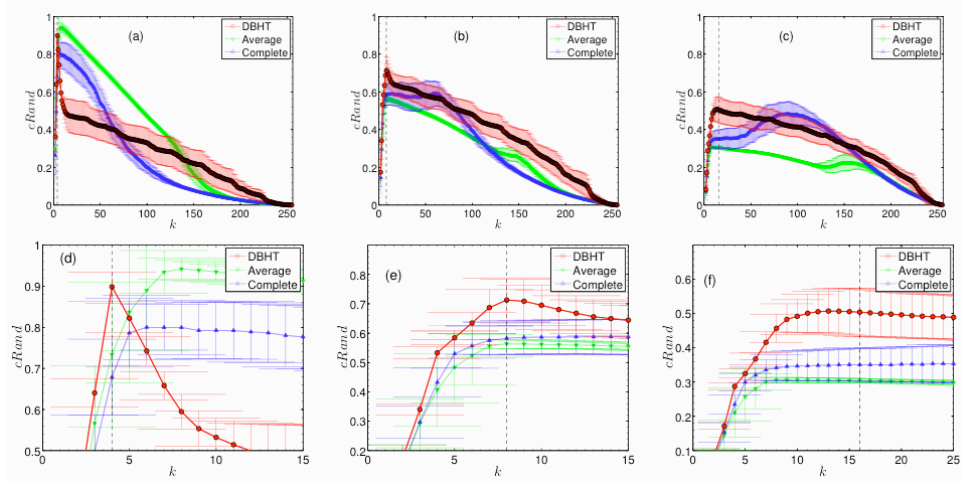 (a)
DBHT
Average
Complete
cRand
1
0.8
0.6
0.4
0.2
0
0 50 100 150 200 250
k
(b)
DBHT
Average
Complete
cRand
1
0.8
0.6
0.4
0.2
0
0 50 100 150 200 250
k
(c)
DBHT
Average
Complete
cRand
1
0.8
0.6
0.4
0.2
0
0 50 100 150 200 250
k
(d)
DBHT
Average
Complete
cRand
1
0.9
0.8
0.7
0.6
0.5
0 5 10 15
k
(e)
DBHT
Average
Complete
cRand
0.8
0.7
0.6
0.5
0.4
0.3
0.2
0 5 10 15
k
(f)
DBHT
Average
Complete
cRand
0.6
0.5
0.4
0.3
0.2
0.1
0 5 10 15 20 25
k